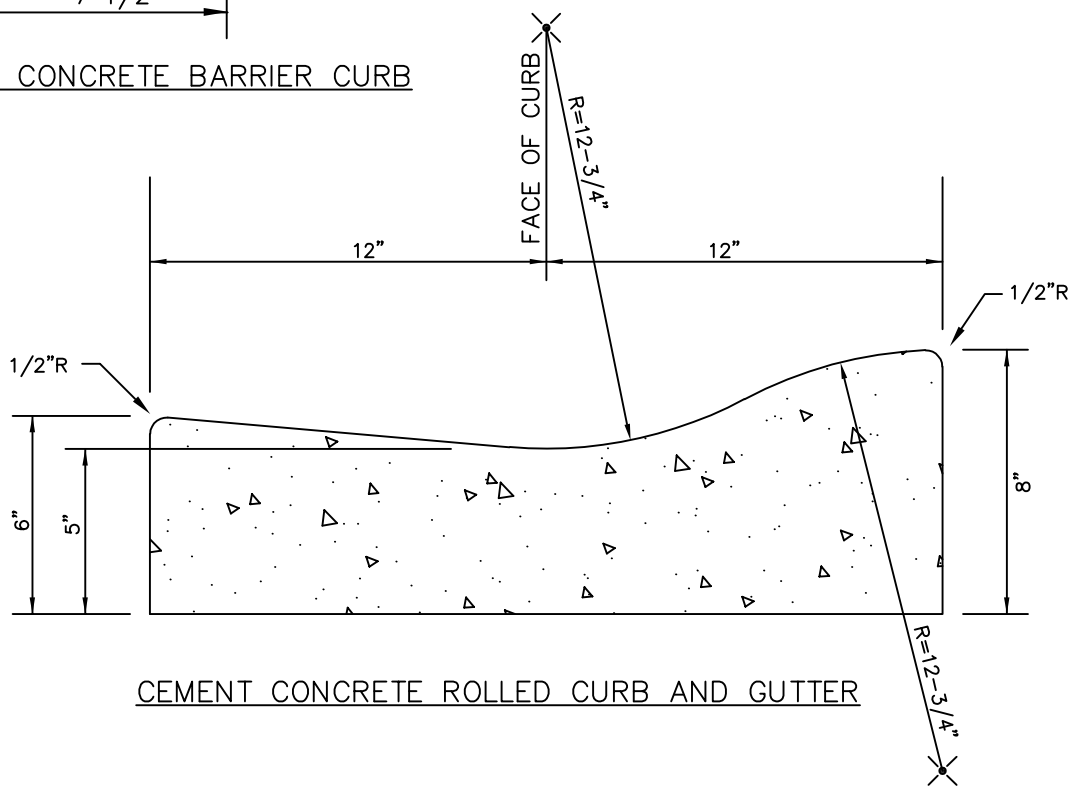 CONCRETE BARRIER CURB
FACE OF CURB
R=12-3/4"
12"
12"
1/2"R
1/2"R
6"
5"
8"
R=12-3/4"
CEMENT CONCRETE ROLLED CURB AND GUTTER